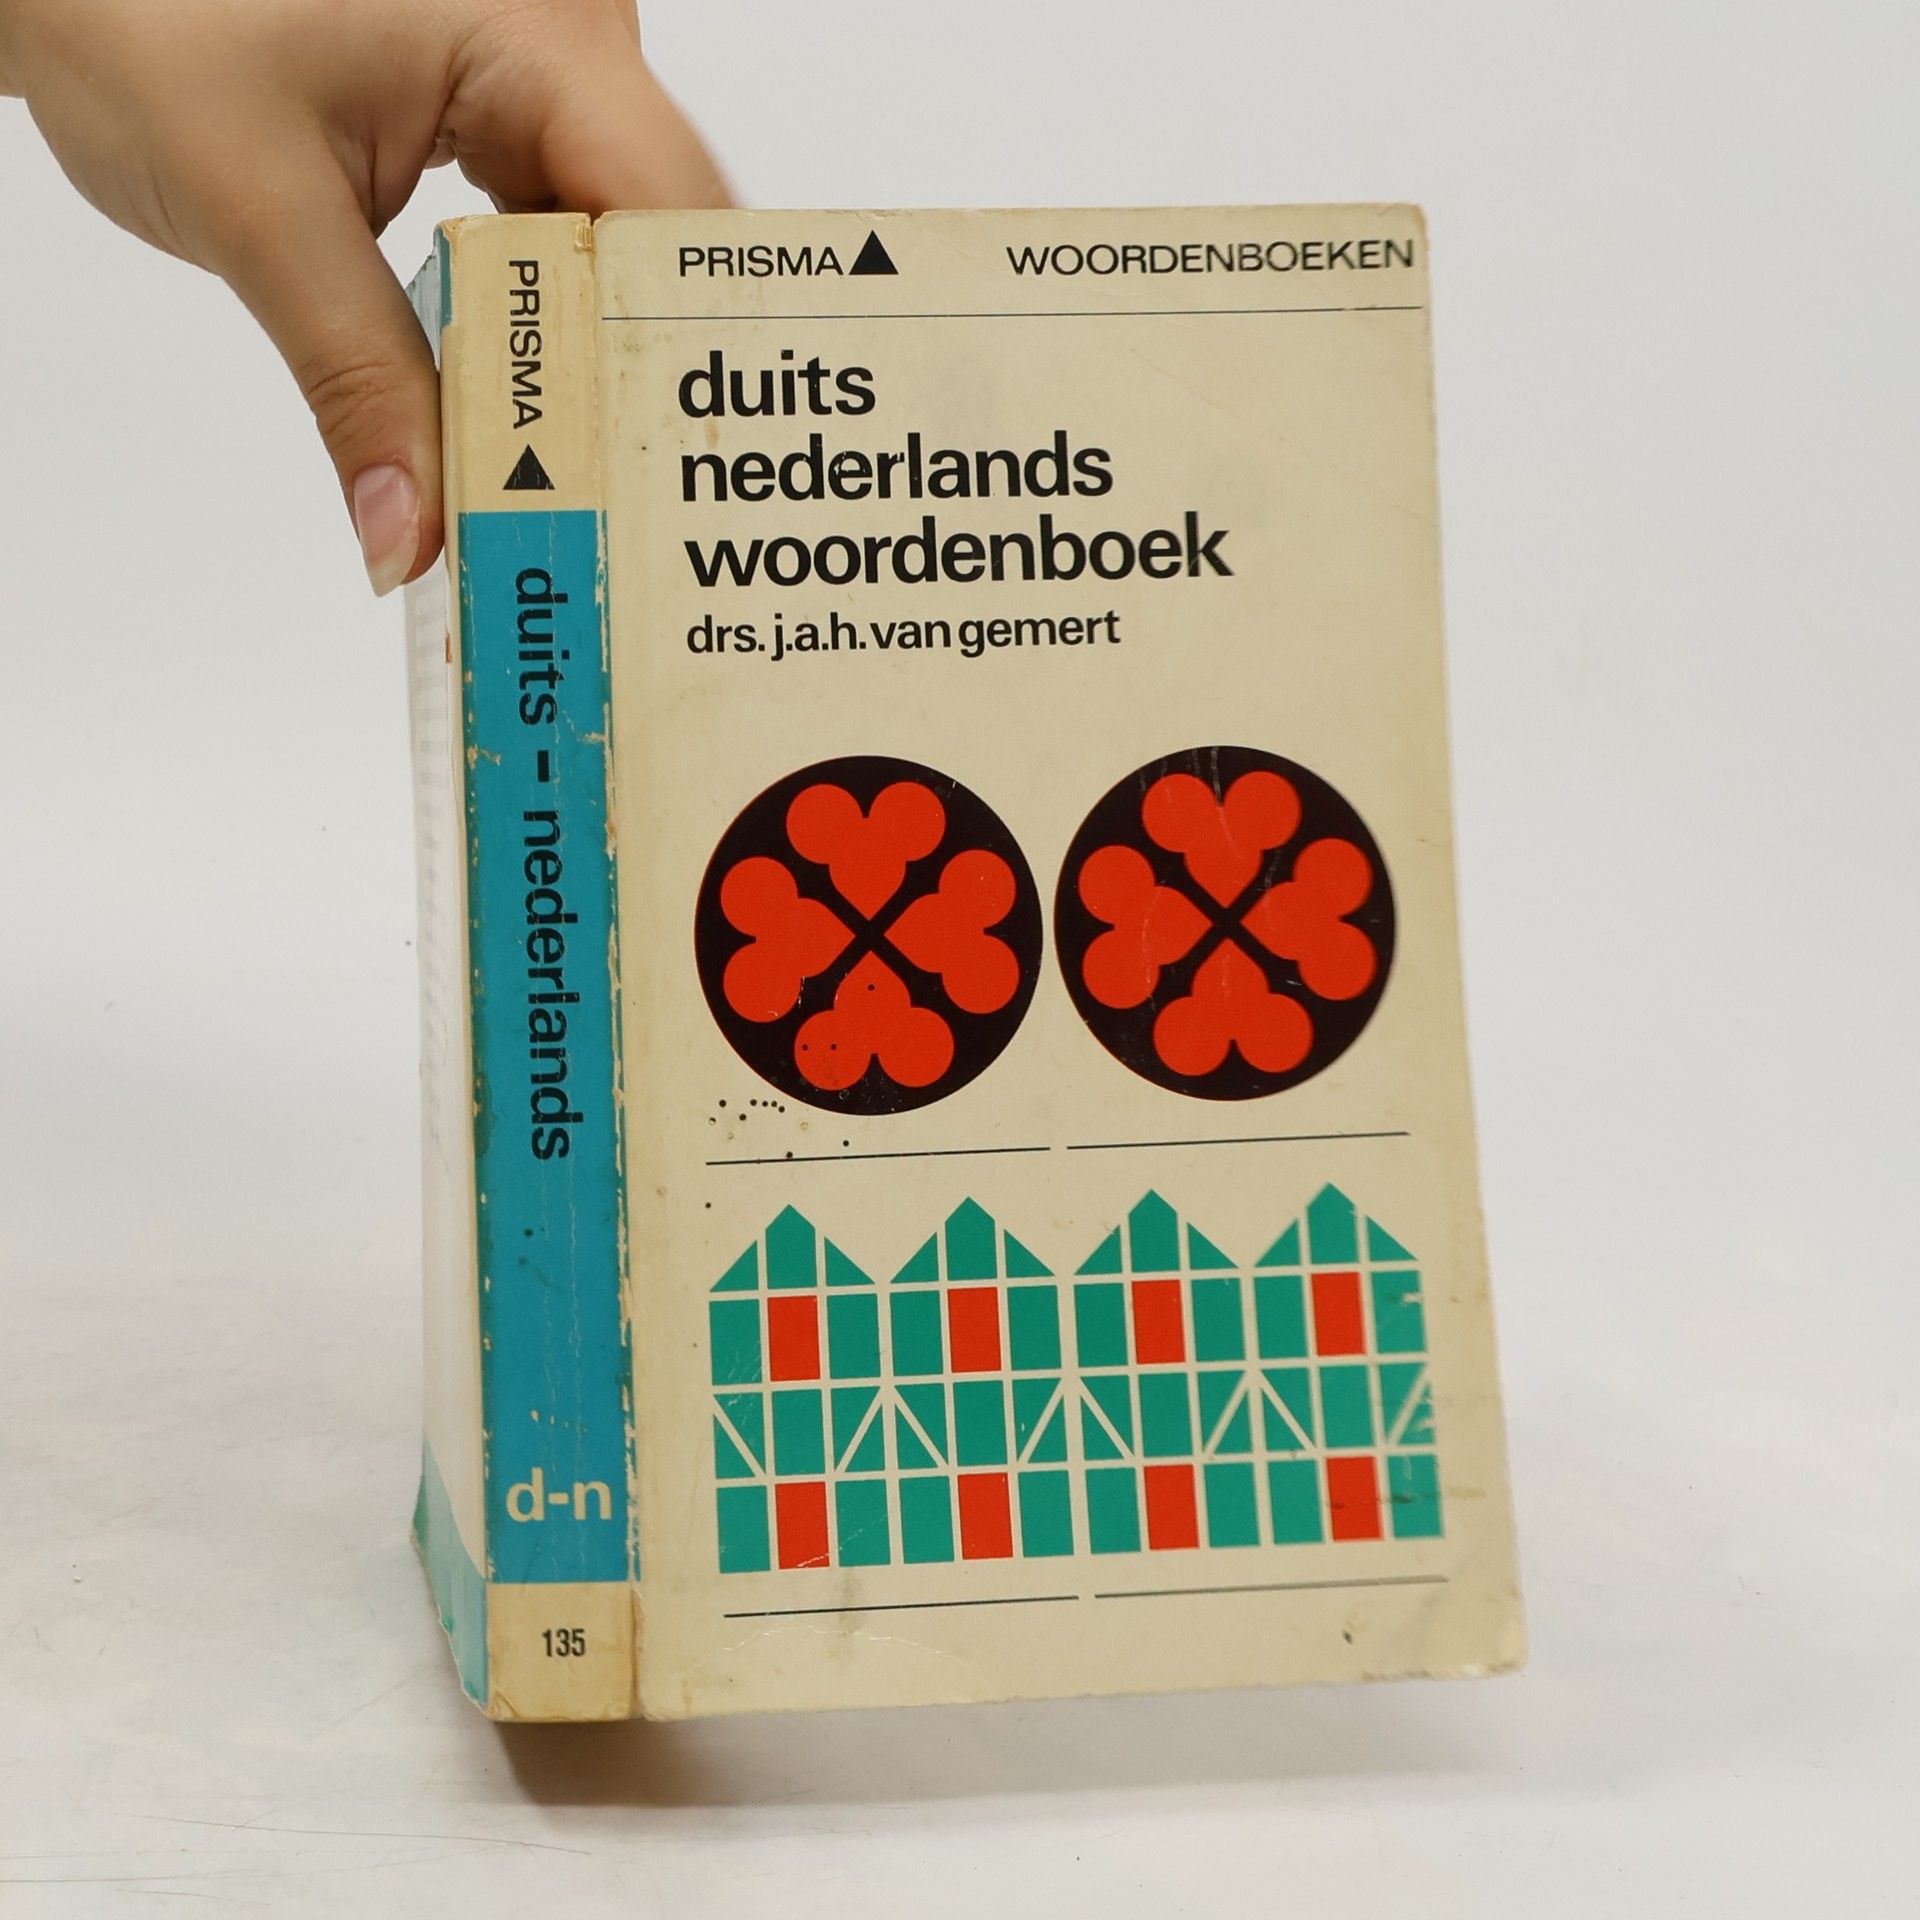 PRISMA
duits - nederlands
d-n
135
PRISMA WOORDENBOEKEN
duits
nederlands
woordenboek
drs. j.a.h. van gemert